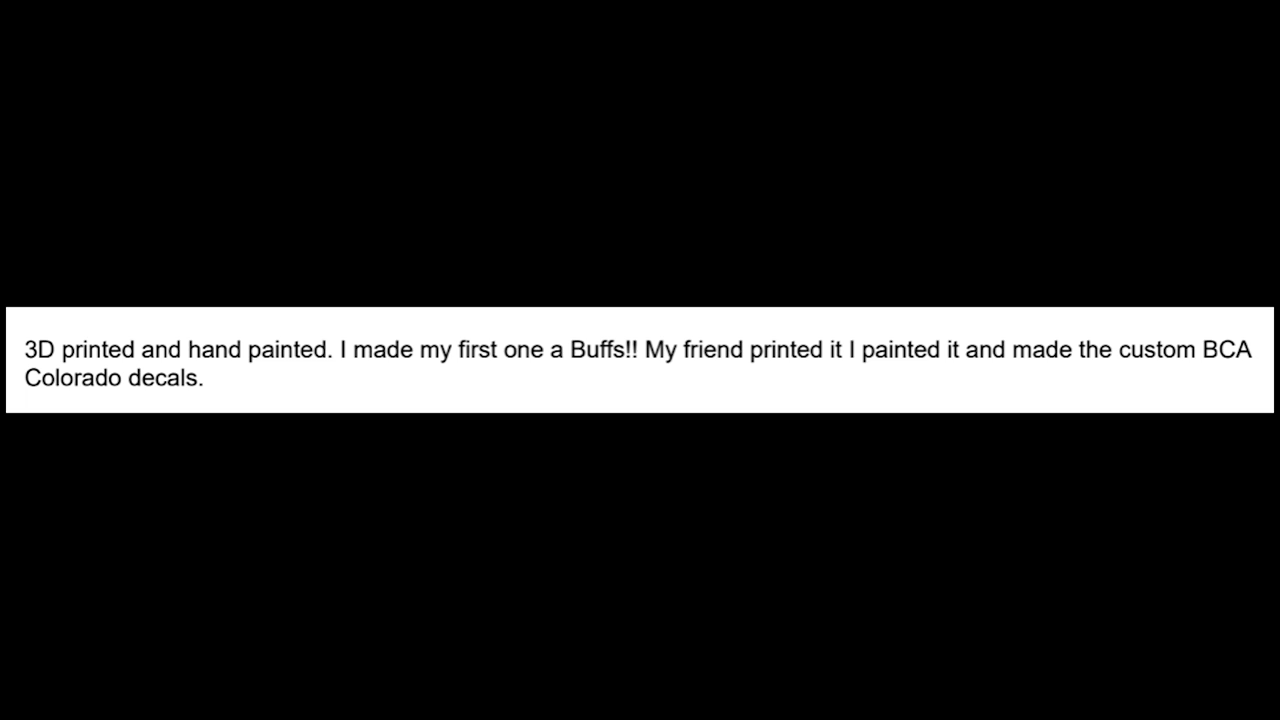 3D printed and hand painted. I made my first one a Buffs!! My friend printed it I painted it and made the custom BCA
Colorado decals.